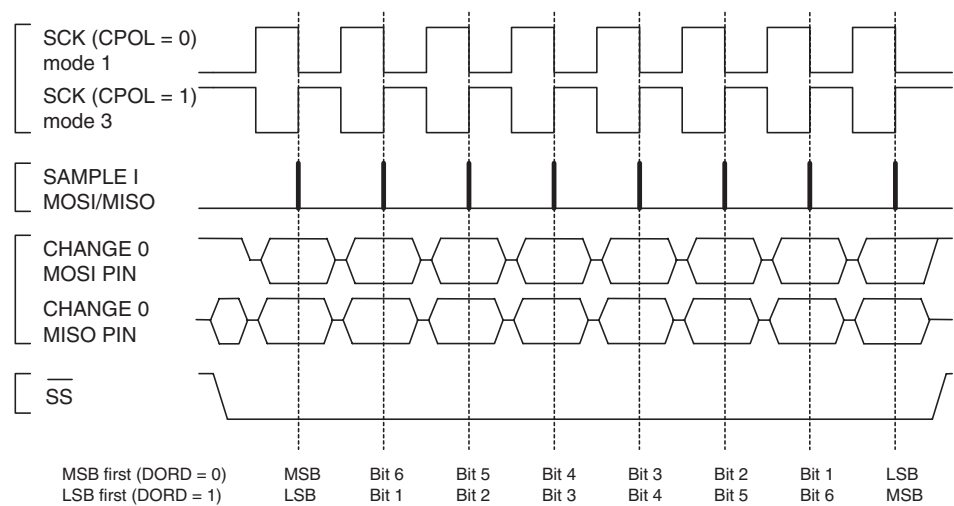 SCK (CPOL = 0)
mode 1
SCK (CPOL = 1)
mode 3
SAMPLE I
MOSI/MISO
CHANGE 0
MOSI PIN
CHANGE 0
MISO PIN
SS
MSB first (DORD = 0) MSB Bit 6 Bit 5 Bit 4 Bit 3 Bit 2 Bit 1 LSB
LSB first (DORD = 1) LSB Bit 1 Bit 2 Bit 3 Bit 4 Bit 5 Bit 6 MSB